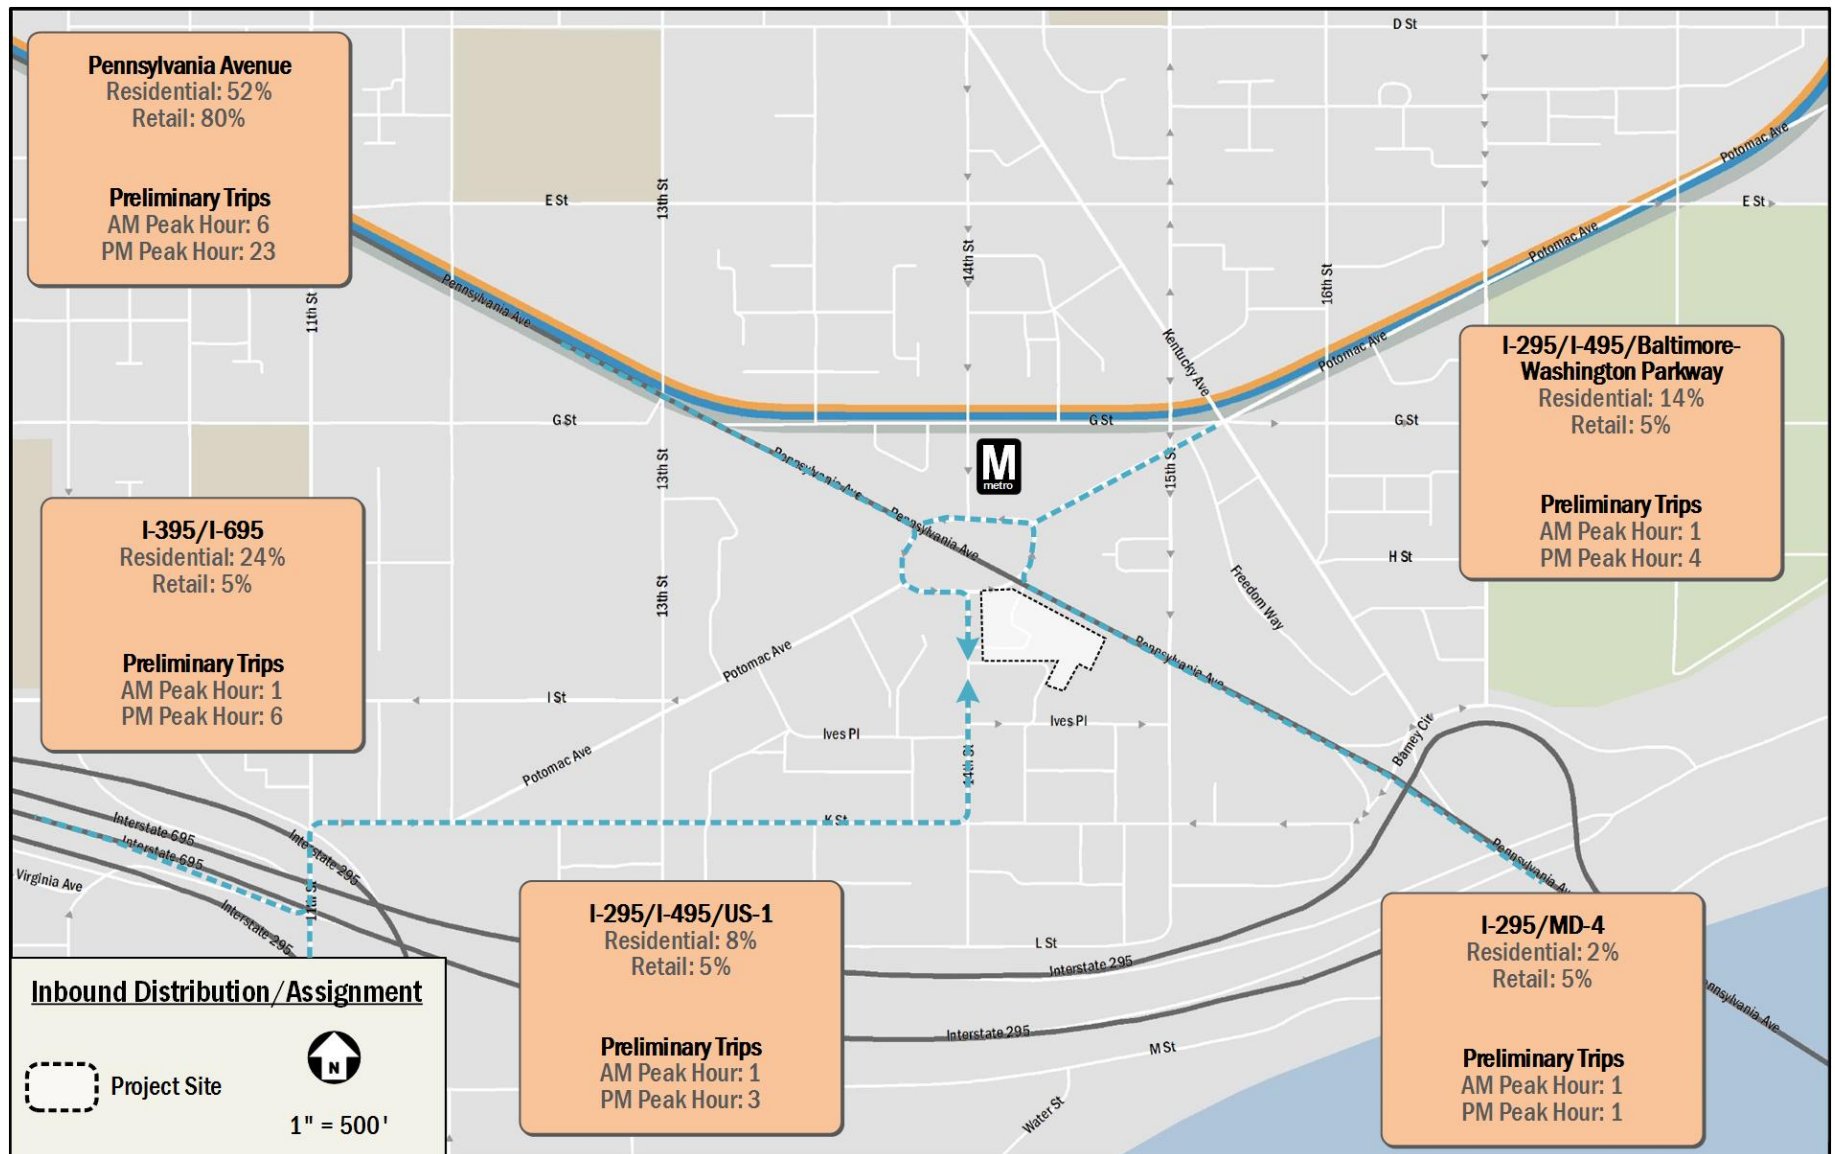 D St
Pennsylvania Avenue
Residential: 52%
Retail: 80%
Preliminary Trips
AM Peak Hour: 6
PM Peak Hour: 23
Potomac Ave
E St
13th St
E St
14th St
Potomac Ave
16th St
11th St
Pennsylvania Ave
Kentucky Ave
Potomac Ave
I-295/I-495/Baltimore-
Washington Parkway
Residential: 14%
Retail: 5%
Preliminary Trips
AM Peak Hour: 1
PM Peak Hour: 4
G St
G St
G St
13th St
Pennsylvania Ave
M
metro
15th St
Pennsylvania Ave
I-395/I-695
Residential: 24%
Retail: 5%
Preliminary Trips
AM Peak Hour: 1
PM Peak Hour: 6
H St
13th St
Freedom Way
Potomac Ave
Pennsylvania Ave
I St
Ives Pl
Ives Pl
Barney Cir
14th St
Potomac Ave
K St
Interstate 695
Interstate 695
Interstate 295
Pennsylvania Ave
Virginia Ave
11th St
Interstate 295
I-295/I-495/US-1
Residential: 8%
Retail: 5%
Preliminary Trips
AM Peak Hour: 1
PM Peak Hour: 3
L St
Interstate 295
Interstate 295
M St
Water St
I-295/MD-4
Residential: 2%
Retail: 5%
Preliminary Trips
AM Peak Hour: 1
PM Peak Hour: 1
ennsylvania Ave
Inbound Distribution/Assignment
N
Project Site
1" = 500'